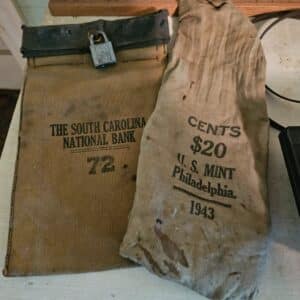 THE SOUTH CAROLINA
NATIONAL BANK
72
CENTS
$20
U. S. MINT
Philadelphia.
1943